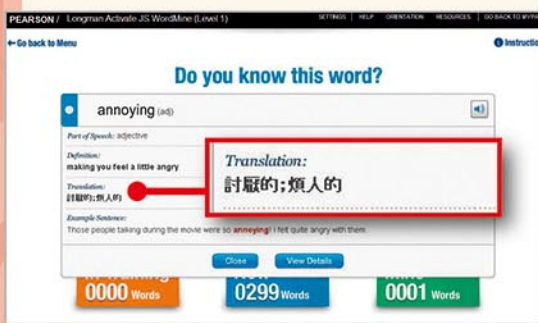 PEARSON / Longman Activate JS WordMine (Level 1)
SETTINGS | HELP | ORIENTATION | RESOURCES | GO BACK TO MYPA
← Go back to Menu
Instructio
Do you know this word?
annoying (adj)
Part of Speech: adjective
Definition:
making you feel a little angry
Translation:
討厭的;煩人的
Translation:
討厭的;煩人的
Example Sentence:
Those people talking during the movie were so annoying! I felt quite angry with them.
Close
View Details
0000 Words
0299 Words
0001 Words